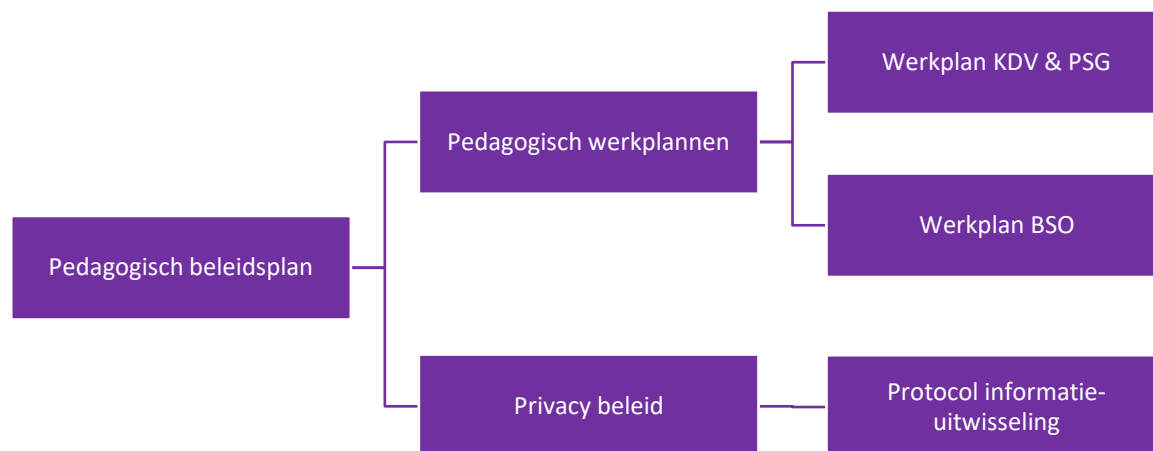 Werkplan KDV & PSG
Pedagogisch werkplannen
Werkplan BSO
Pedagogisch beleidsplan
Privacy beleid
Protocol informatie-
uitwisseling